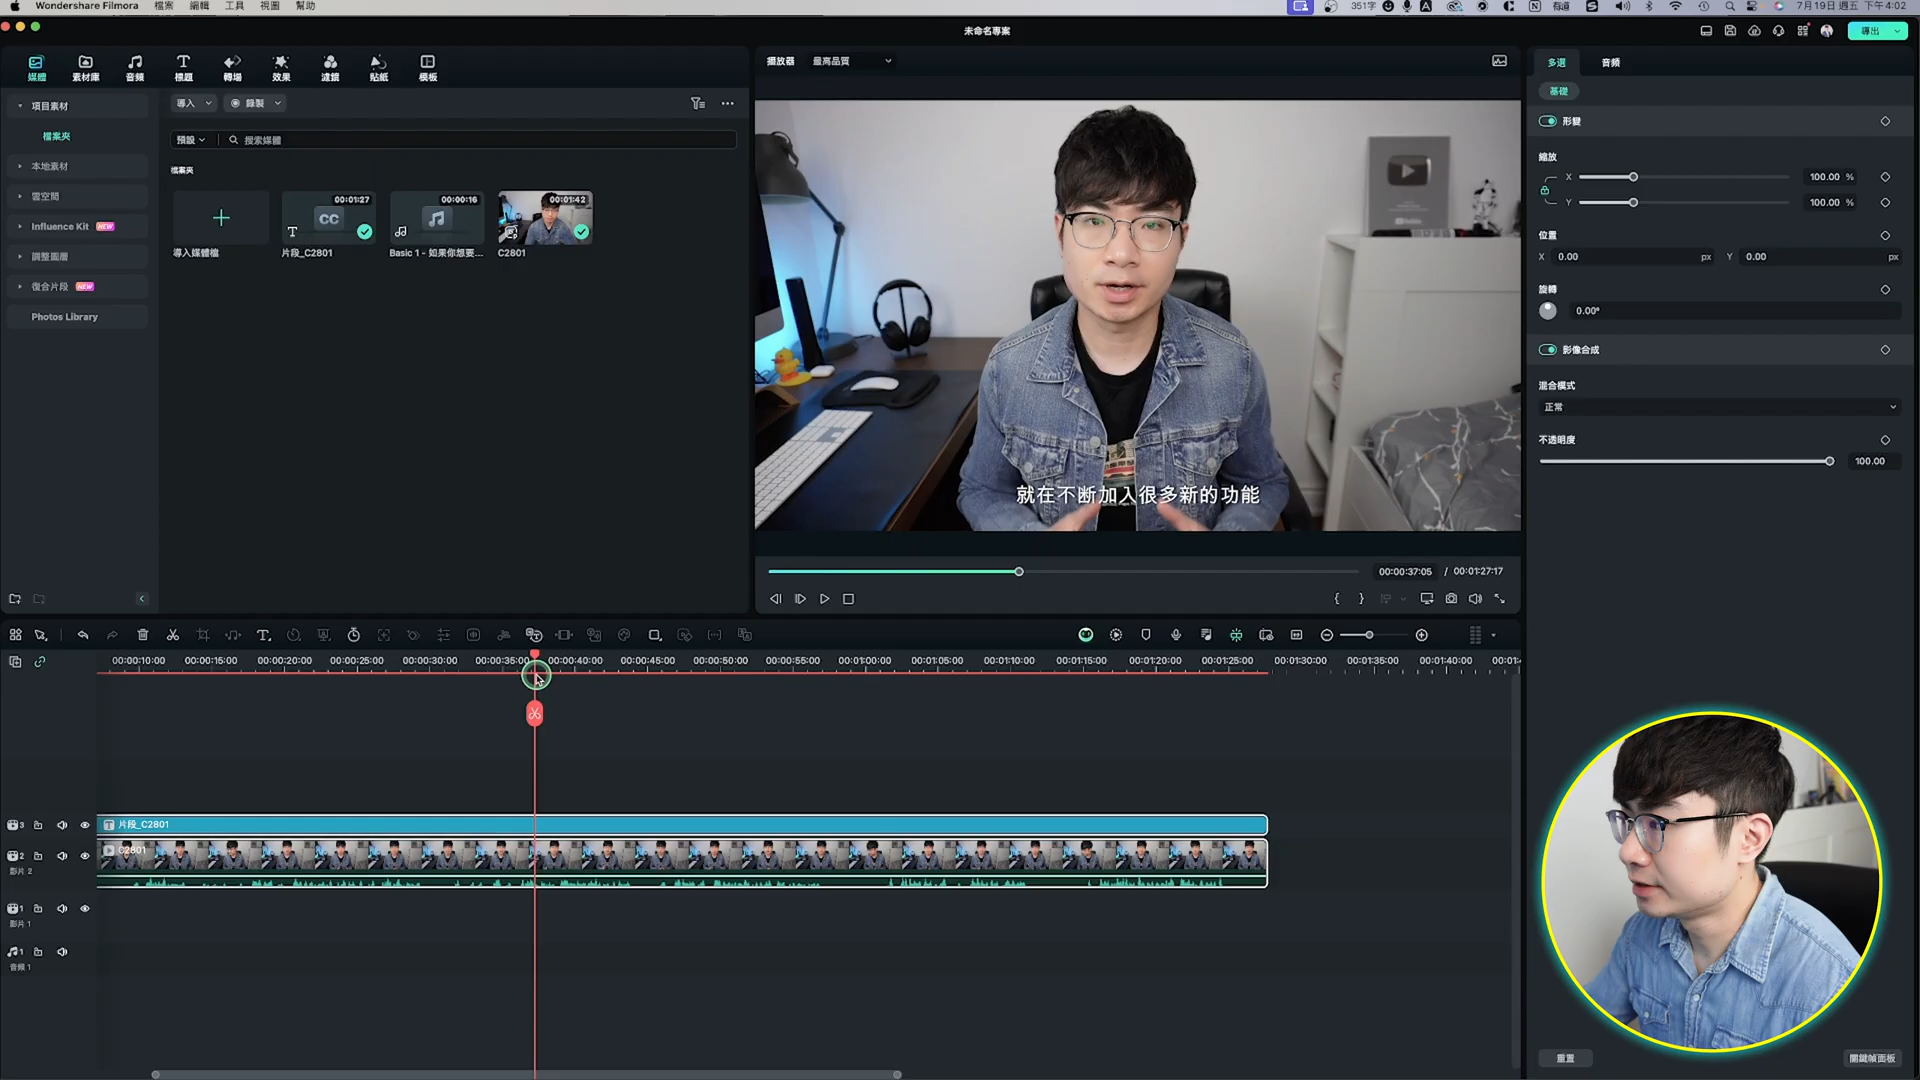 Wondershare Filmora 檔案 編輯 工具 視圖 幫助
351字
7月19日 週五 下午4:02
未命名專案
導出
媒體 素材庫 音頻 標題 轉場 效果 濾鏡 貼紙 模板
項目素材
檔案夾
本地素材
雲空間
Influence Kit NEW
調整圖層
復合片段 NEW
Photos Library
導入 錄製
預設 搜索媒體
檔案夾
00:01:27 00:00:16 00:01:42
CC
導入媒體檔 片段_C2801 Basic 1 - 如果你想要... C2801
播放器 最高品質
就在不斷加入很多新的功能
00:00:37:05 / 00:01:27:17
多選 音頻
基礎
形變
縮放
X 100.00 %
Y 100.00 %
位置
X 0.00 px Y 0.00 px
旋轉
0.00°
影像合成
混合模式
正常
不透明度
100.00
00:00:10:00 00:00:15:00 00:00:20:00 00:00:25:00 00:00:30:00 00:00:35:00 00:00:40:00 00:00:45:00 00:00:50:00 00:00:55:00 00:01:00:00 00:01:05:00 00:01:10:00 00:01:15:00 00:01:20:00 00:01:25:00 00:01:30:00 00:01:35:00 00:01:40:00
3 片段_C2801
2 C2801
影片 2
1
影片 1
1
音頻 1
重置 關鍵幀面板